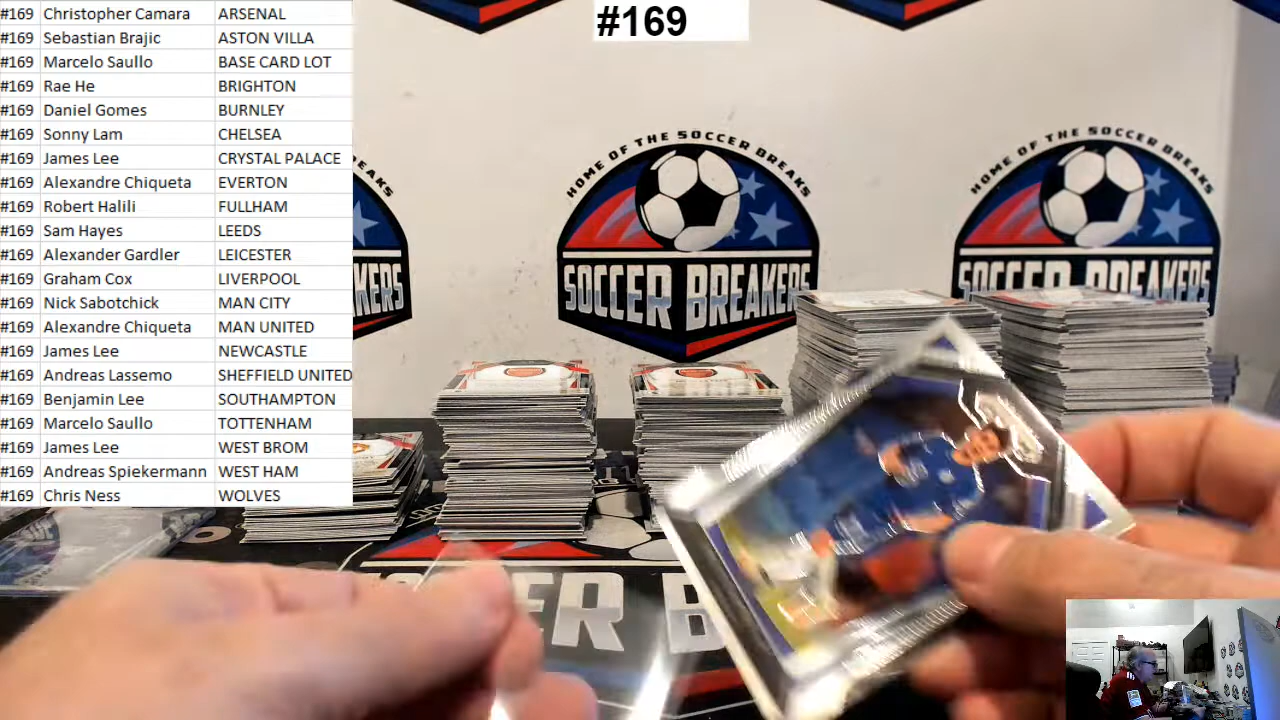 #169 Christopher Camara ARSENAL
#169 Sebastian Brajic ASTON VILLA
#169 Marcelo Saullo BASE CARD LOT
#169 Rae He BRIGHTON
#169 Daniel Gomes BURNLEY
#169 Sonny Lam CHELSEA
#169 James Lee CRYSTAL PALACE
#169 Alexandre Chiqueta EVERTON
#169 Robert Halili FULLHAM
#169 Sam Hayes LEEDS
#169 Alexander Gardler LEICESTER
#169 Graham Cox LIVERPOOL
#169 Nick Sabotchick MAN CITY
#169 Alexandre Chiqueta MAN UNITED
#169 James Lee NEWCASTLE
#169 Andreas Lassemo SHEFFIELD UNITED
#169 Benjamin Lee SOUTHAMPTON
#169 Marcelo Saullo TOTTENHAM
#169 James Lee WEST BROM
#169 Andreas Spiekermann WEST HAM
#169 Chris Ness WOLVES
#169
EAKS
KERS
HOME OF THE SOCCER BREAKS
SOCCER BREAKERS
HOME OF THE SOCCER BREAKS
SOCCER BREAKERS
ER B